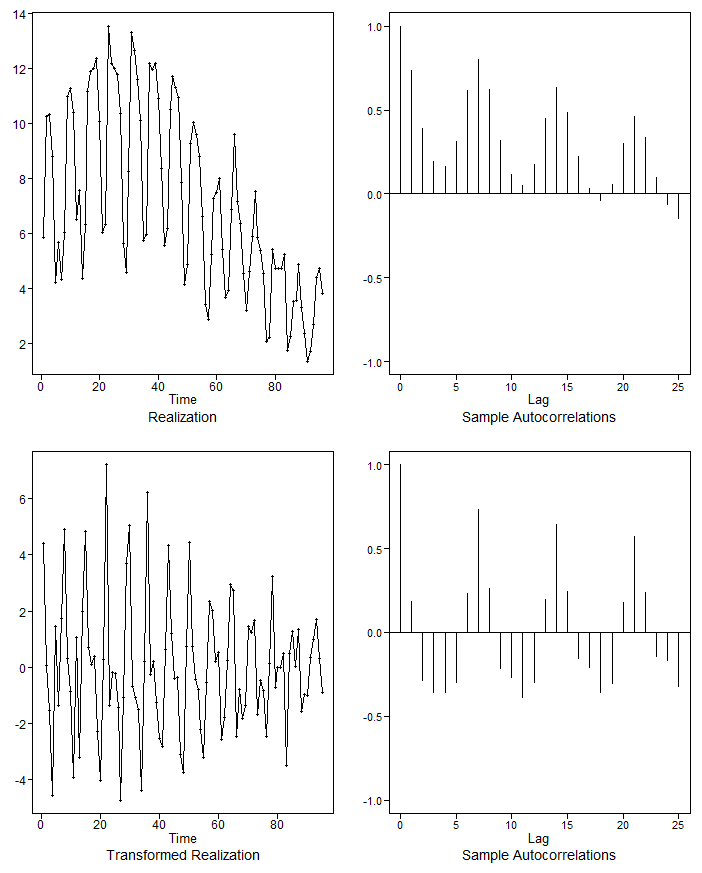 14
12
10
8
6
4
2
0 20 40 60 80
Time
Realization
1.0
0.5
0.0
-0.5
-1.0
0 5 10 15 20 25
Lag
Sample Autocorrelations
6
4
2
0
-2
-4
0 20 40 60 80
Time
Transformed Realization
1.0
0.5
0.0
-0.5
-1.0
0 5 10 15 20 25
Lag
Sample Autocorrelations